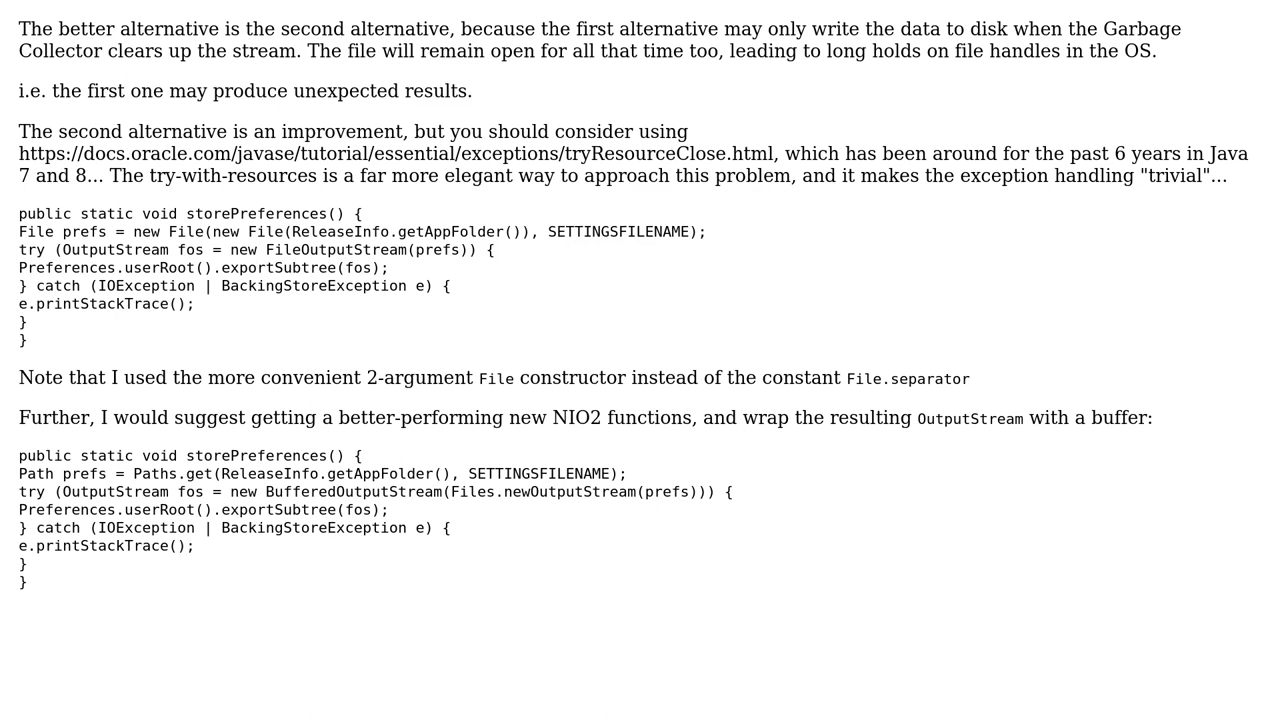 The better alternative is the second alternative, because the first alternative may only write the data to disk when the Garbage
Collector clears up the stream. The file will remain open for all that time too, leading to long holds on file handles in the OS.
i.e. the first one may produce unexpected results.
The second alternative is an improvement, but you should consider using
https://docs.oracle.com/javase/tutorial/essential/exceptions/tryResourceClose.html, which has been around for the past 6 years in Java
7 and 8... The try-with-resources is a far more elegant way to approach this problem, and it makes the exception handling "trivial"...
public static void storePreferences() {
File prefs = new File(new File(ReleaseInfo.getAppFolder()), SETTINGSFILENAME);
try (OutputStream fos = new FileOutputStream(prefs)) {
Preferences.userRoot().exportSubtree(fos);
} catch (IOException | BackingStoreException e) {
e.printStackTrace();
}
}
Note that I used the more convenient 2-argument File constructor instead of the constant File.separator
Further, I would suggest getting a better-performing new NIO2 functions, and wrap the resulting OutputStream with a buffer:
public static void storePreferences() {
Path prefs = Paths.get(ReleaseInfo.getAppFolder(), SETTINGSFILENAME);
try (OutputStream fos = new BufferedOutputStream(Files.newOutputStream(prefs))) {
Preferences.userRoot().exportSubtree(fos);
} catch (IOException | BackingStoreException e) {
e.printStackTrace();
}
}